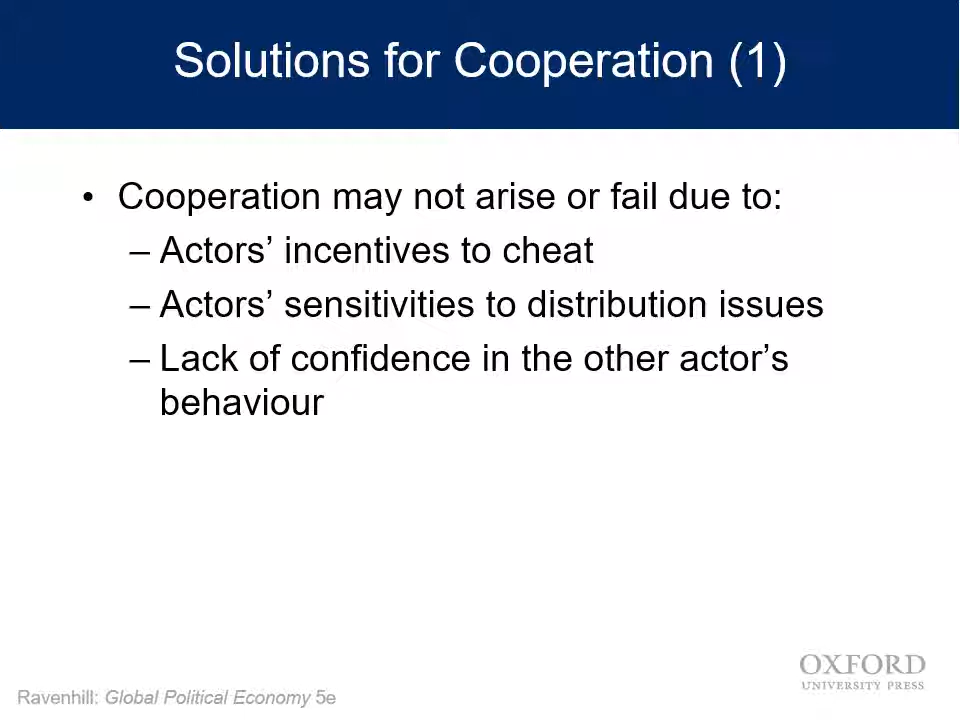 Solutions for Cooperation (1)
• Cooperation may not arise or fail due to:
– Actors’ incentives to cheat
– Actors’ sensitivities to distribution issues
– Lack of confidence in the other actor’s
behaviour
OXFORD
UNIVERSITY PRESS
Ravenhill: Global Political Economy 5e